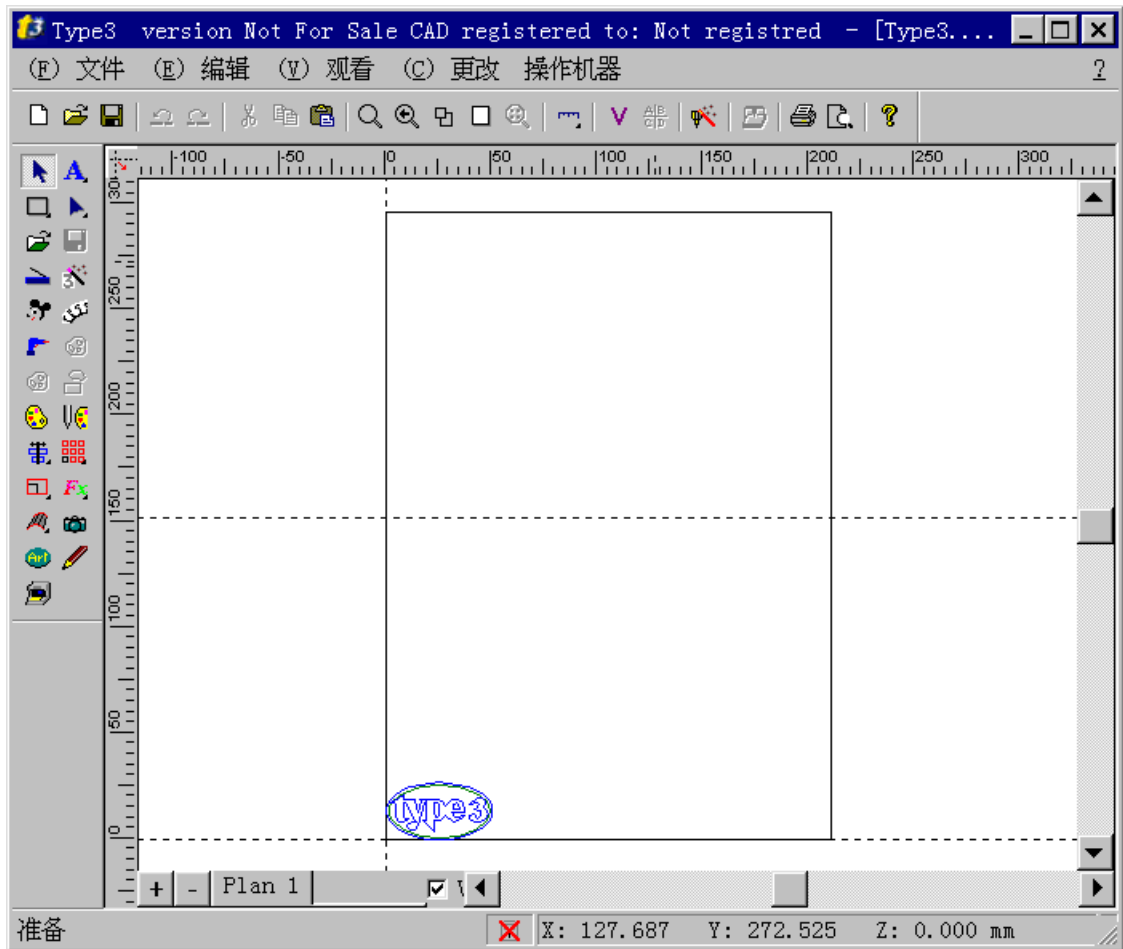 Type3 version Not For Sale CAD registered to: Not registred - [Type3....
(F) 文件 (E) 编辑 (V) 观看 (C) 更改 操作机器 ?
-100 -50 0 50 100 150 200 250 300
300
250
200
150
100
50
0
type3
+ - Plan 1
准备 X: 127.687 Y: 272.525 Z: 0.000 mm